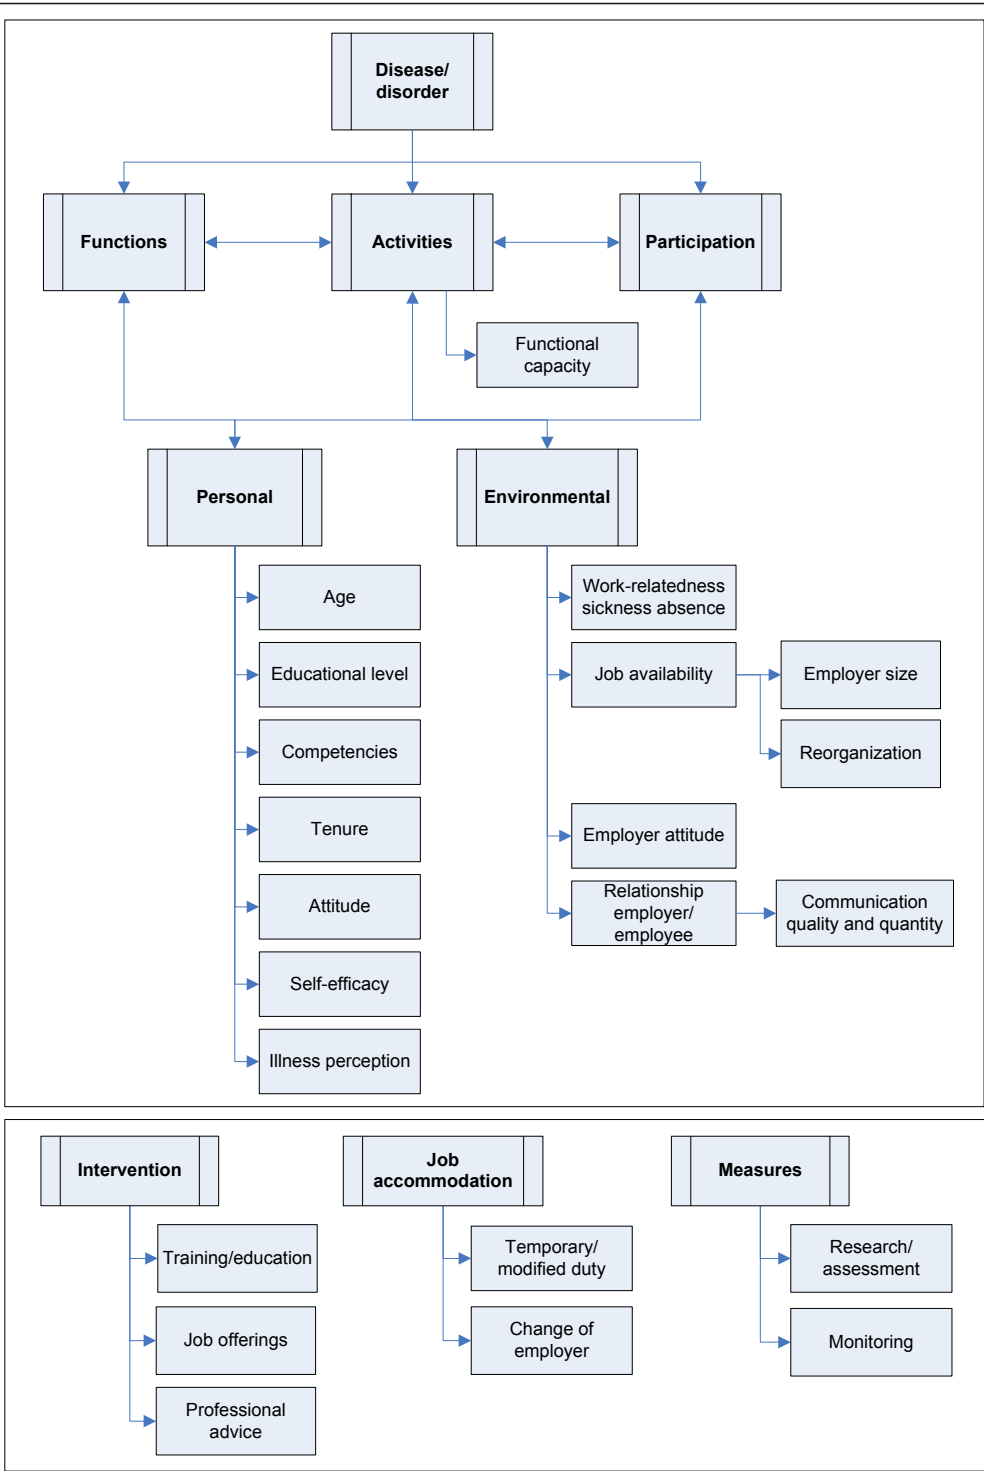 Disease/
disorder
Functions
Activities
Participation
Functional
capacity
Personal
Environmental
Age
Educational level
Competencies
Tenure
Attitude
Self-efficacy
Illness perception
Work-relatedness
sickness absence
Job availability
Employer size
Reorganization
Employer attitude
Relationship
employer/
employee
Communication
quality and quantity
Intervention
Training/education
Job offerings
Professional
advice
Job
accommodation
Temporary/
modified duty
Change of
employer
Measures
Research/
assessment
Monitoring